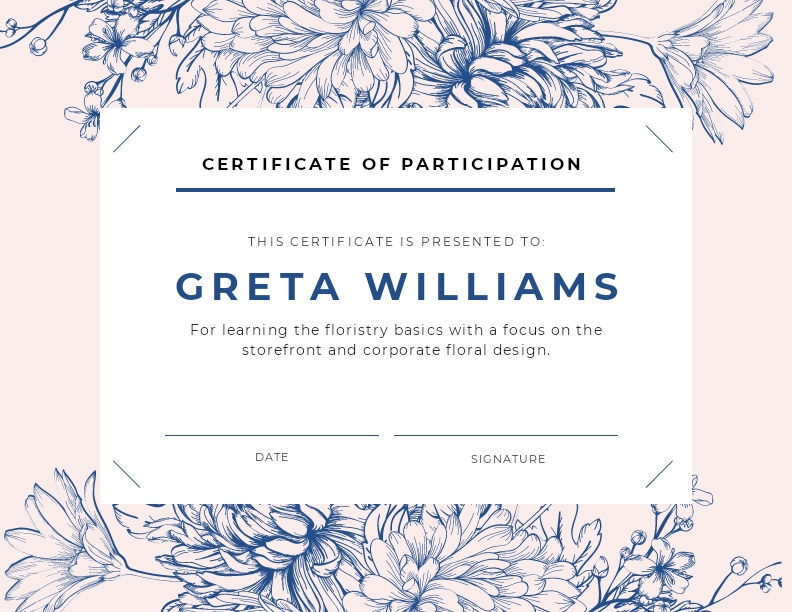 CERTIFICATE OF PARTICIPATION
THIS CERTIFICATE IS PRESENTED TO:
GRETA WILLIAMS
For learning the floristry basics with a focus on the
storefront and corporate floral design.
DATE
SIGNATURE